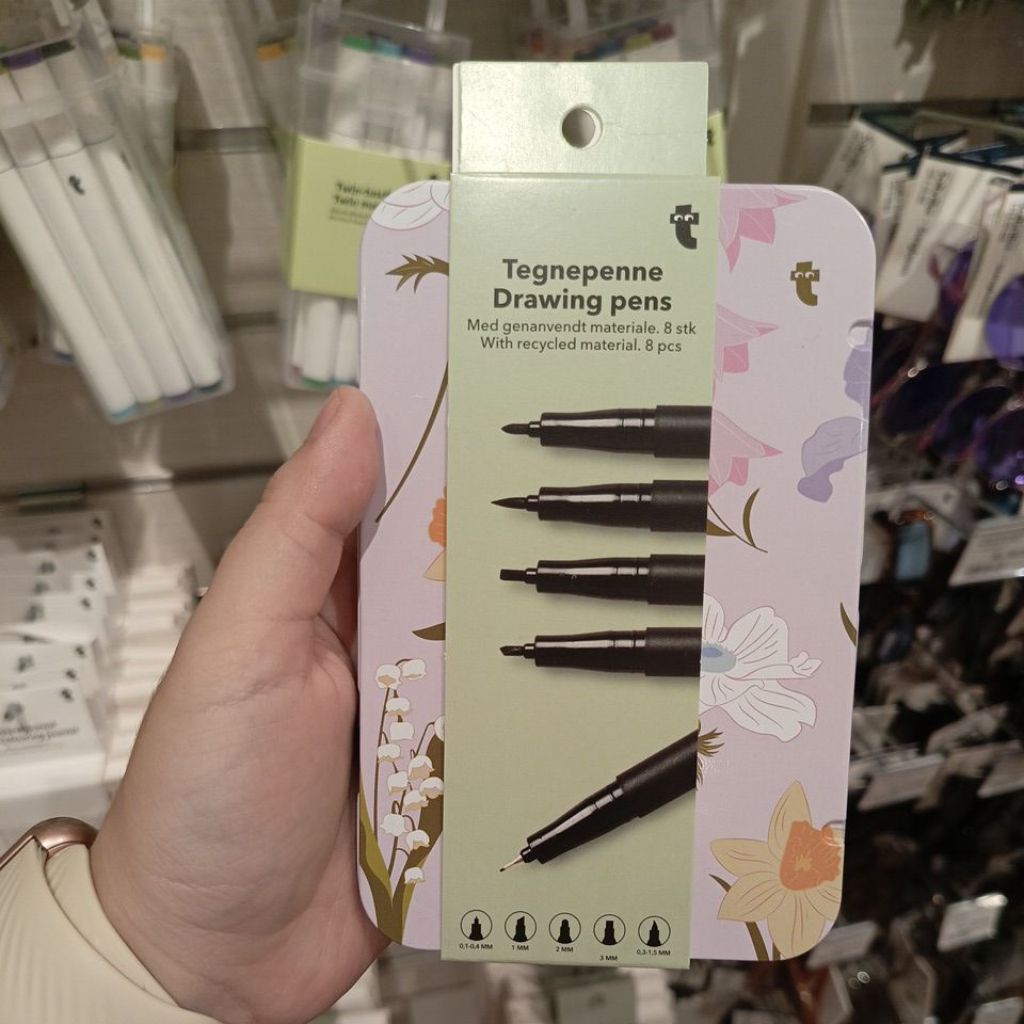 t
Tegnepenne
Drawing pens
Med genanvendt materiale. 8 stk
With recycled material. 8 pcs
0,1-0,4 MM
1 MM
2 MM
3 MM
0,3-1,5 MM
t
t